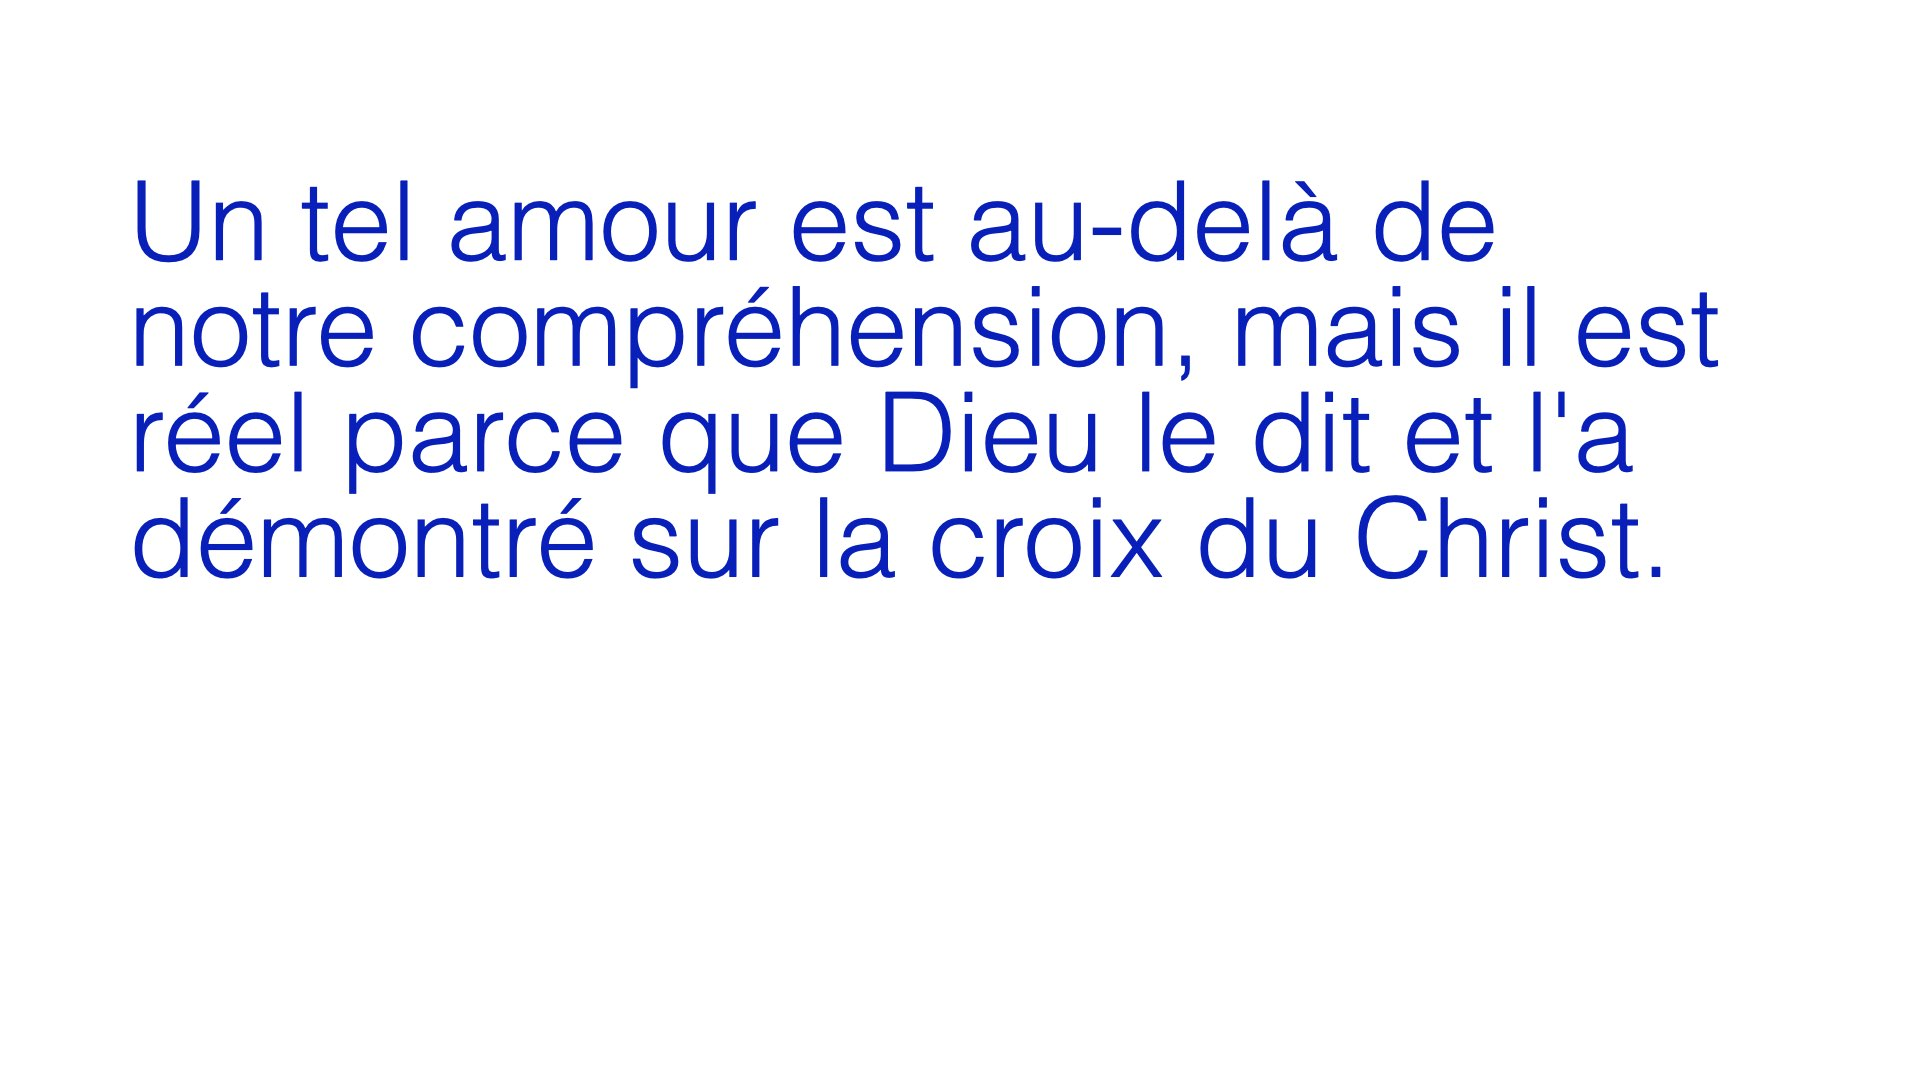 Un tel amour est au-delà de
notre compréhension, mais il est
réel parce que Dieu le dit et l'a
démontré sur la croix du Christ.